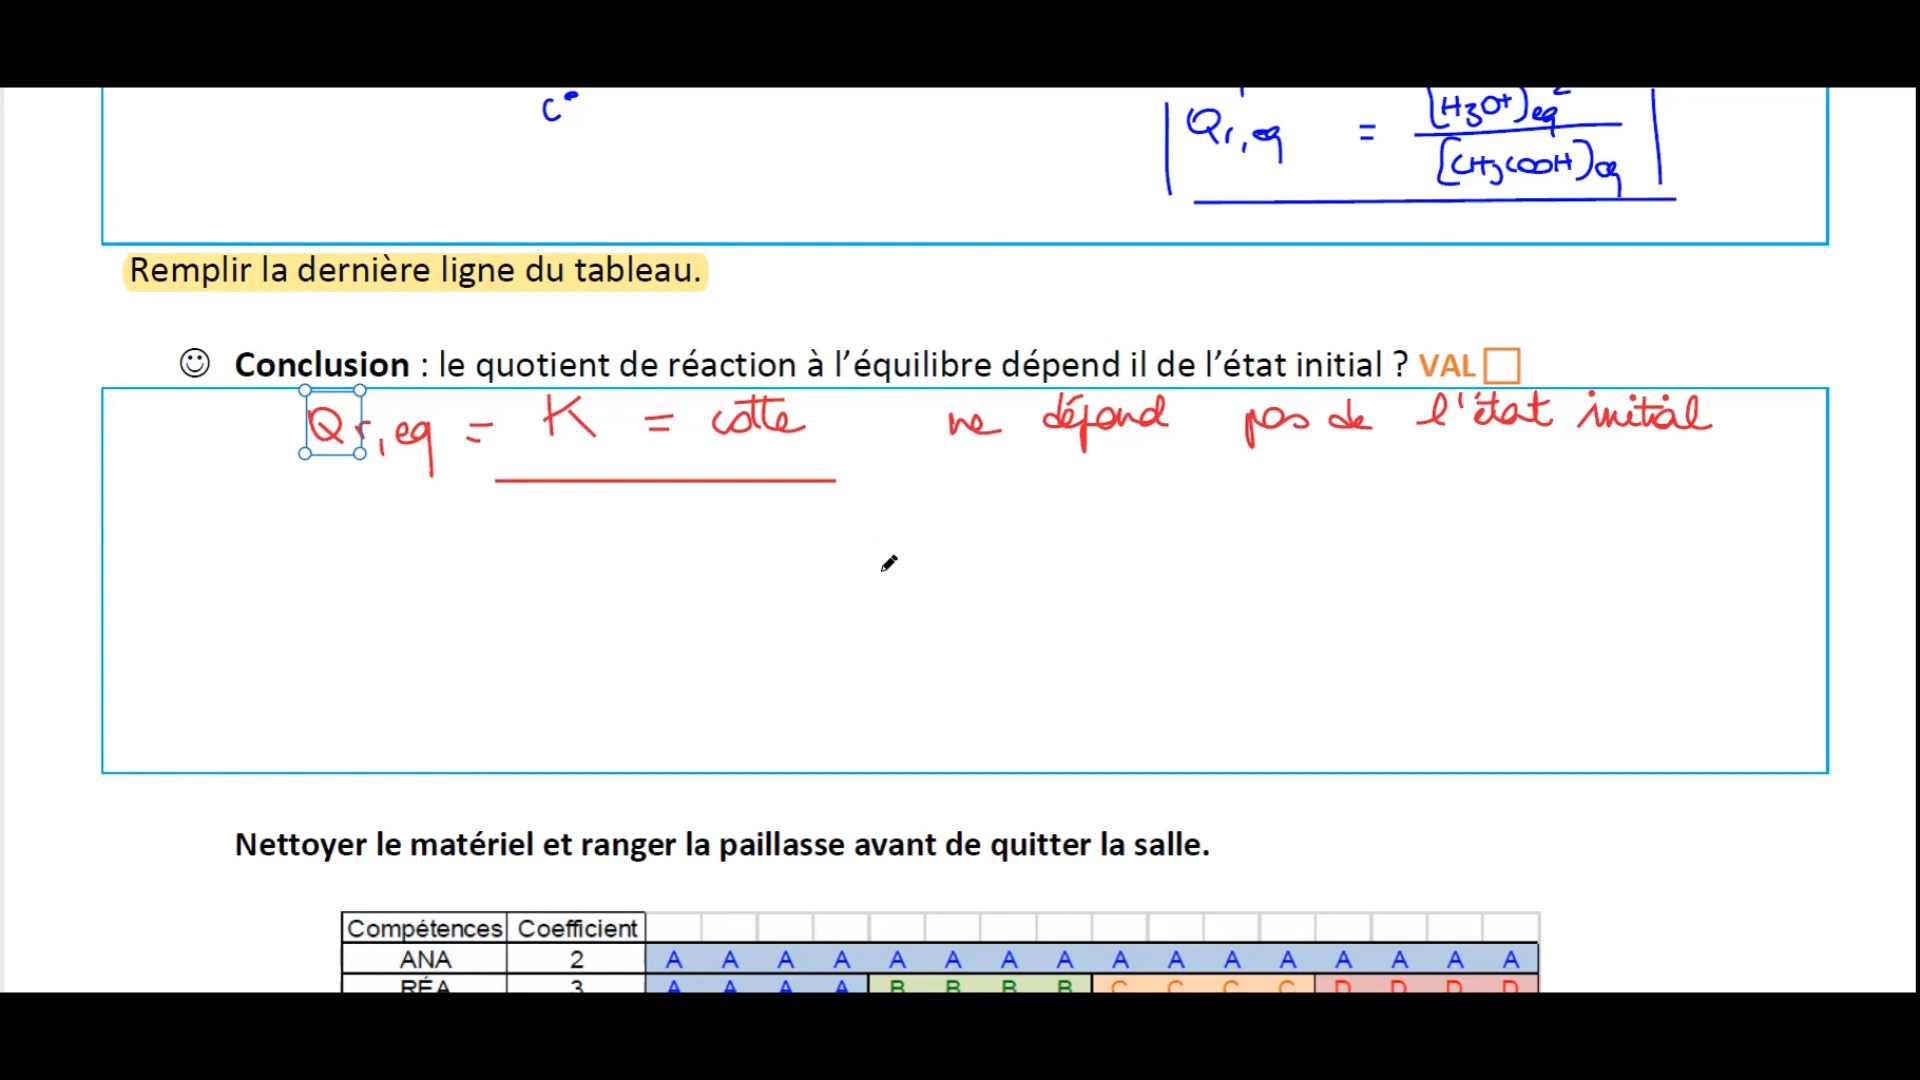 c°
Qr,eq = [H3O+]eq²
[CH3COOH]eq
Remplir la dernière ligne du tableau.
☺ Conclusion : le quotient de réaction à l’équilibre dépend il de l’état initial ? VAL
Qr,eq = K = cstte ne dépend pas de l'état initial
Nettoyer le matériel et ranger la paillasse avant de quitter la salle.
Compétences Coefficient
ANA 2 A A A A A A A A A A A A A A A A
RÉA 3 A A A A B B B B C C C C D D D D